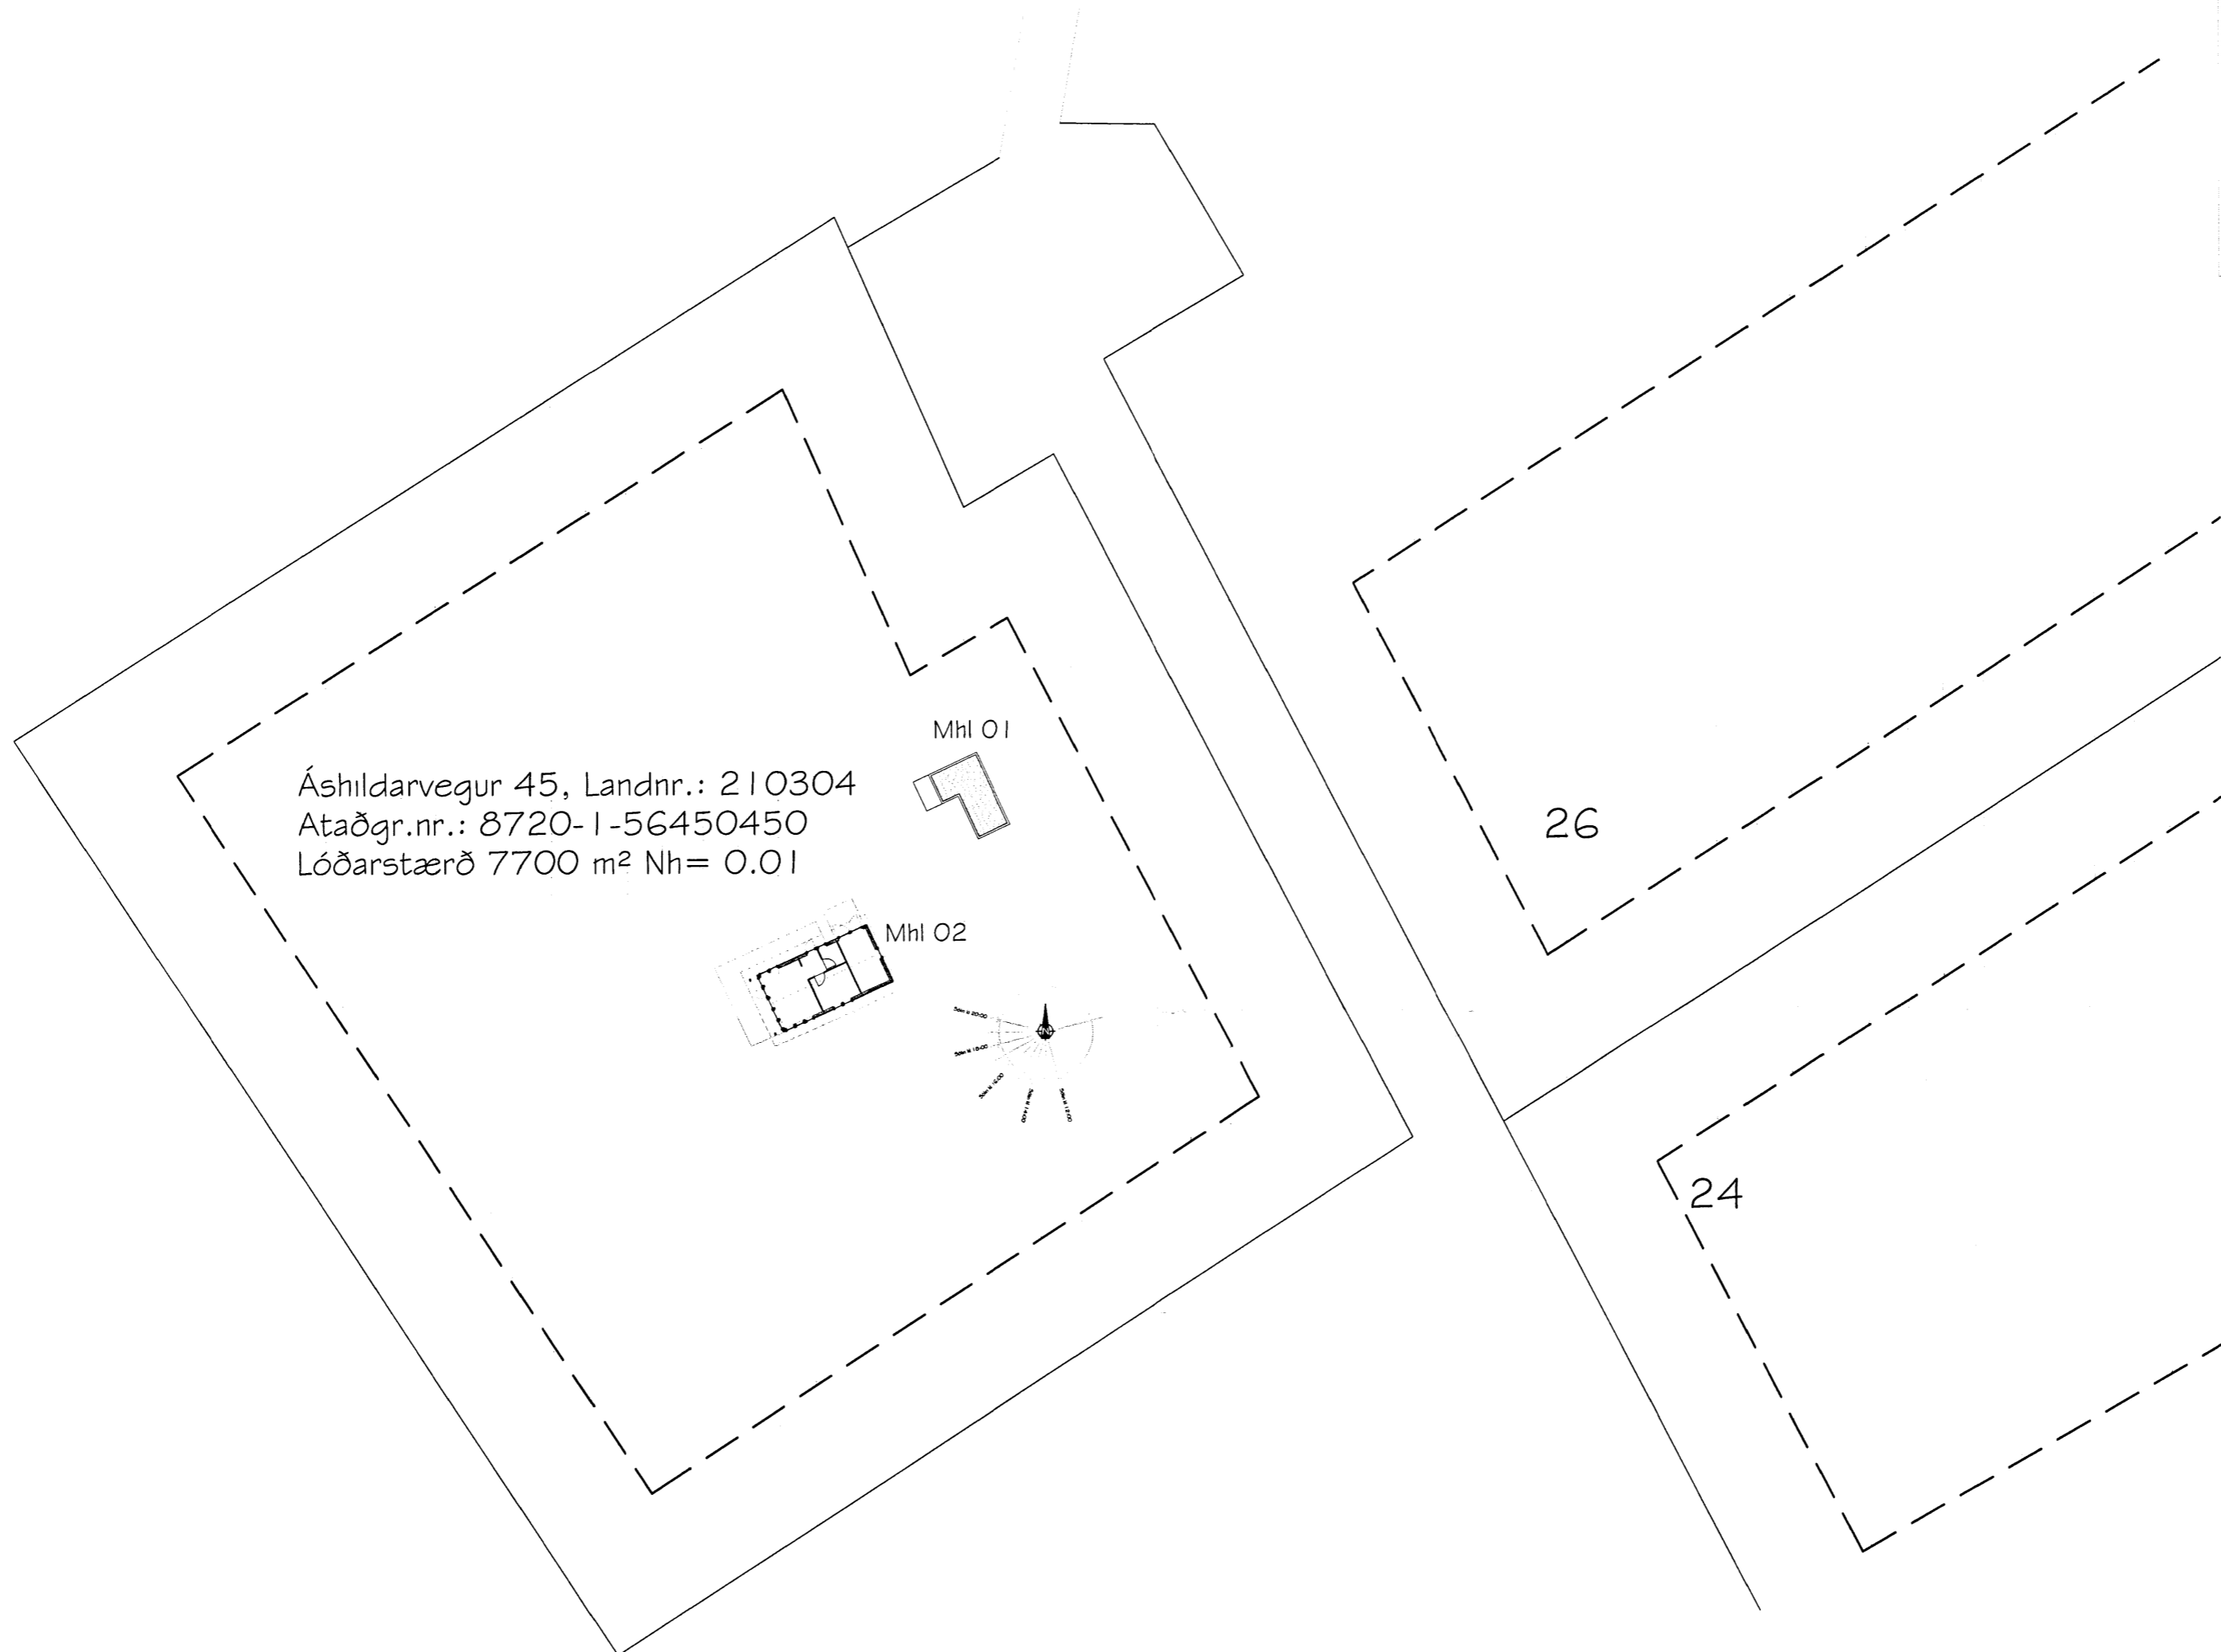 Mhl 01
Áshildarvegur 45, Landnr.: 210304
Ataðgr.nr.: 8720-1-56450450
Lóðarstærð 7700 m² Nh= 0.01
26
Mhl 02
N
24